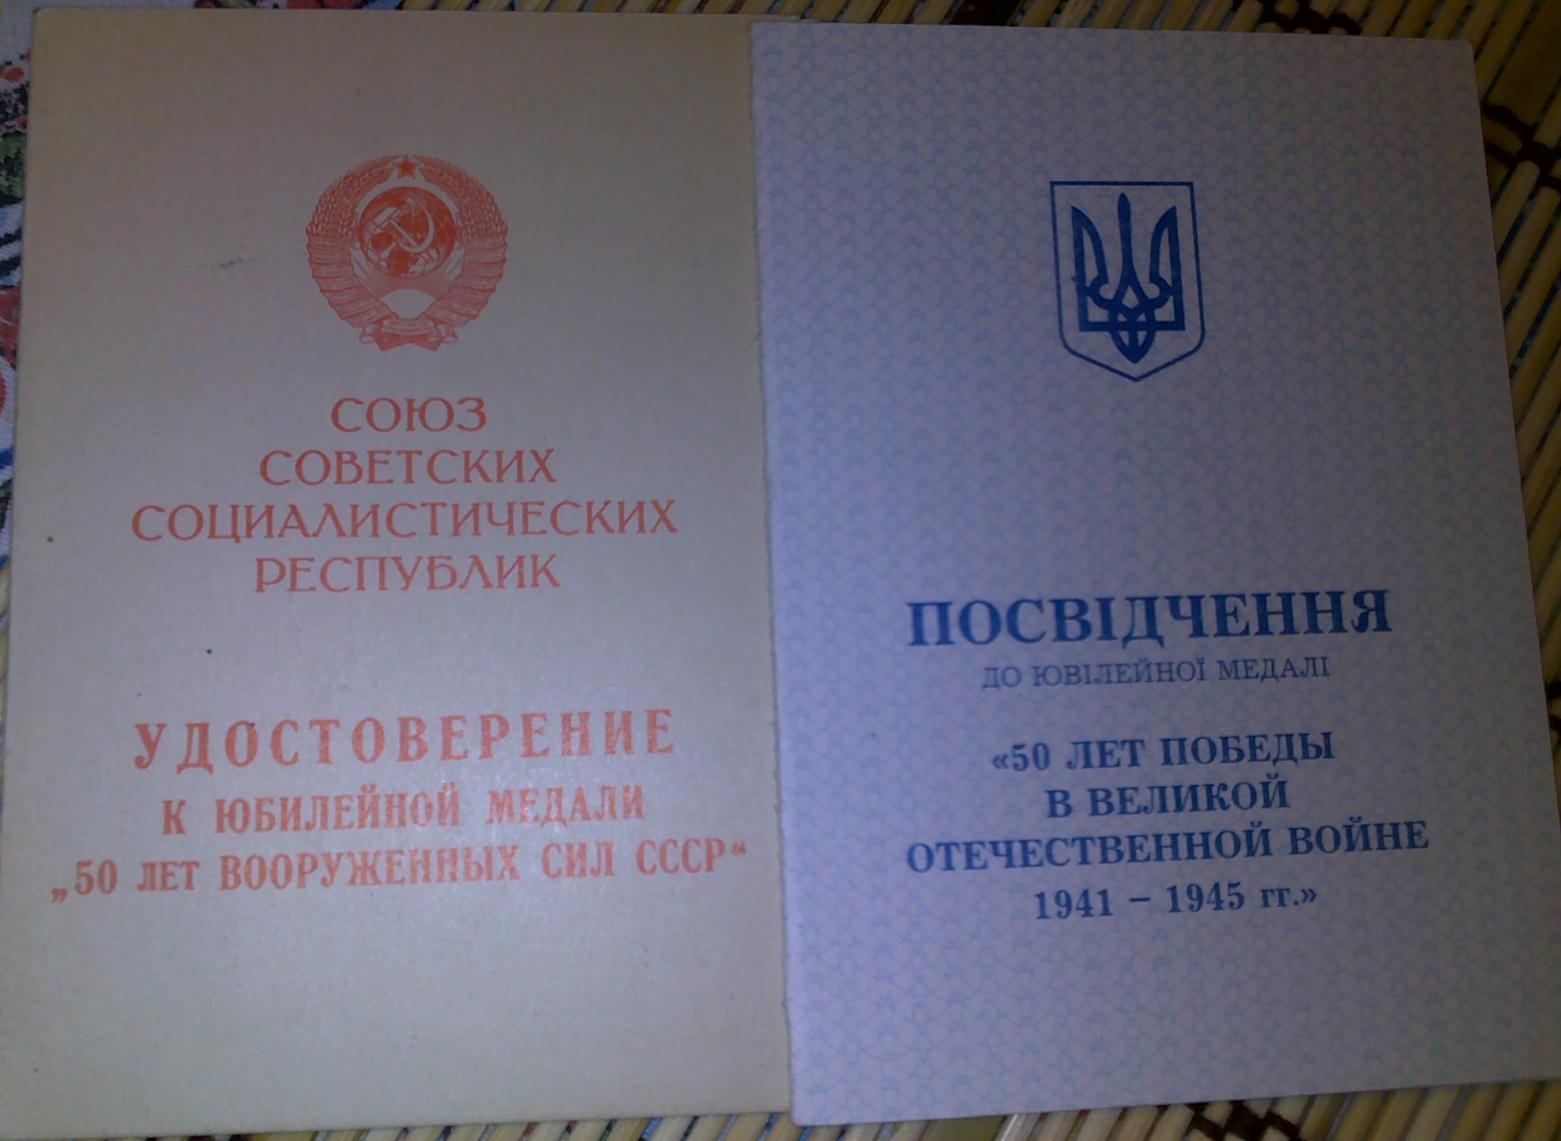 СОЮЗ
СОВЕТСКИХ
СОЦИАЛИСТИЧЕСКИХ
РЕСПУБЛИК
УДОСТОВЕРЕНИЕ
К ЮБИЛЕЙНОЙ МЕДАЛИ
„50 ЛЕТ ВООРУЖЕННЫХ СИЛ СССР“
ПОСВІДЧЕННЯ
ДО ЮВІЛЕЙНОЇ МЕДАЛІ
«50 ЛЕТ ПОБЕДЫ
В ВЕЛИКОЙ
ОТЕЧЕСТВЕННОЙ ВОЙНЕ
1941 – 1945 гг.»